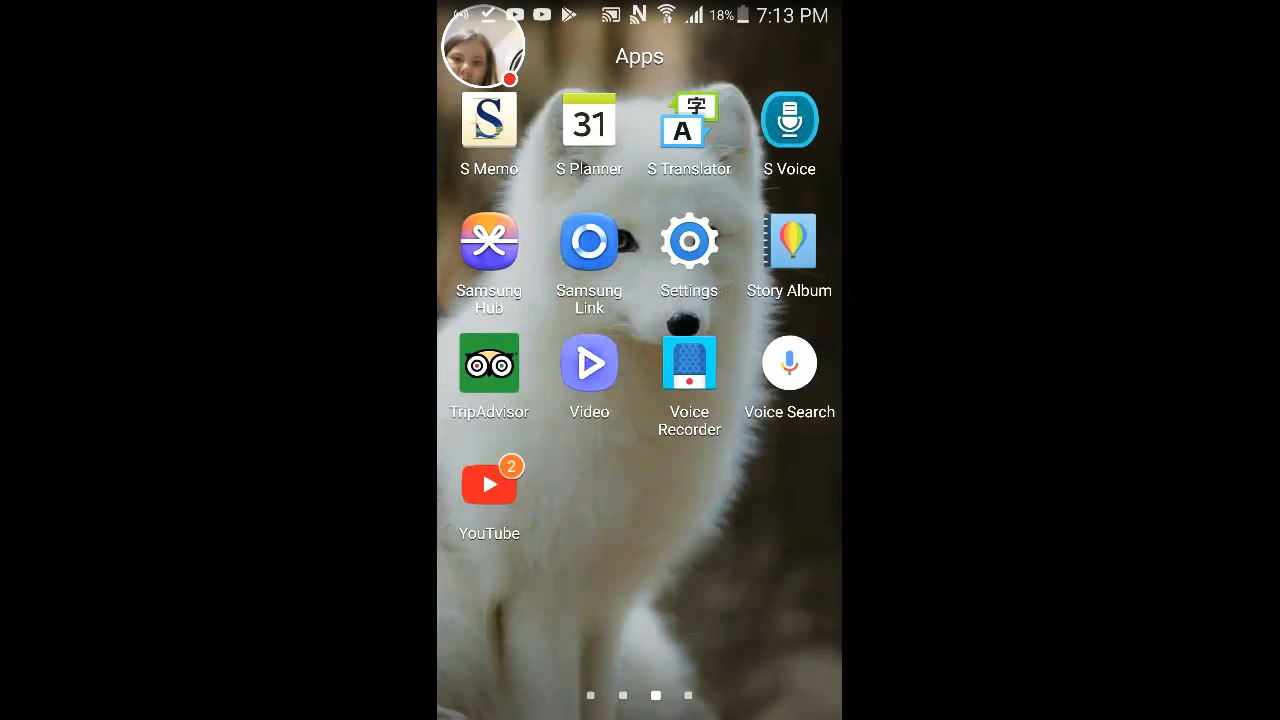 18% 7:13 PM
Apps
S
31
字
A
S Memo S Planner S Translator S Voice
Samsung Hub Samsung Link Settings Story Album
TripAdvisor Video Voice Recorder Voice Search
2
YouTube